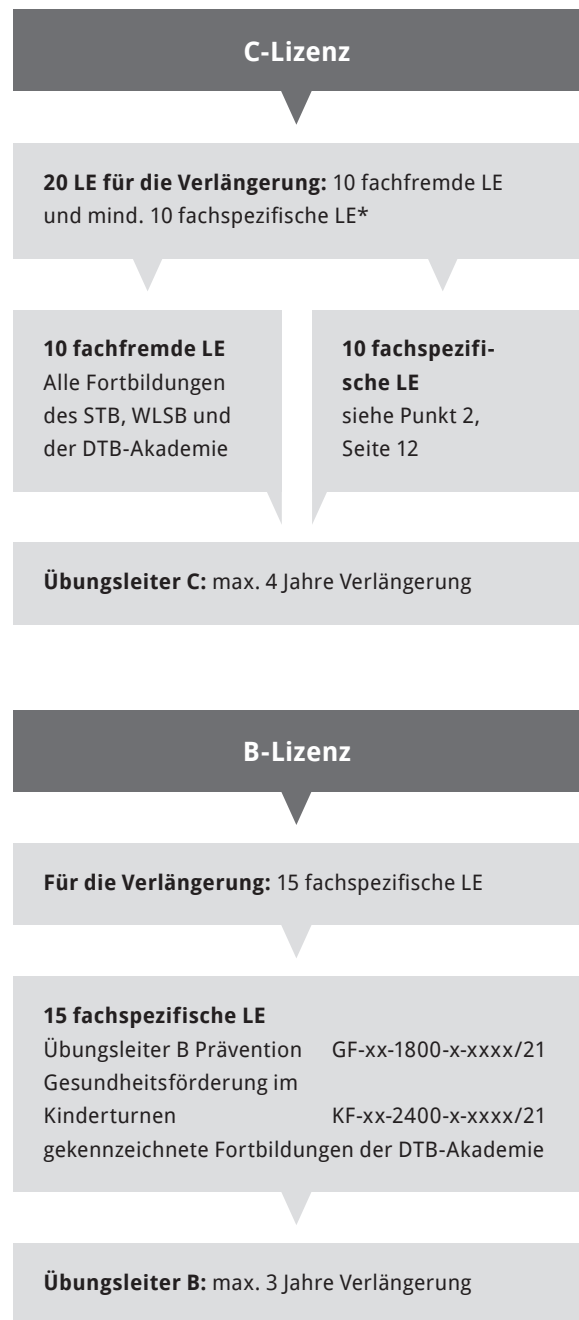 C-Lizenz
20 LE für die Verlängerung: 10 fachfremde LE
und mind. 10 fachspezifische LE*
10 fachfremde LE
Alle Fortbildungen
des STB, WLSB und
der DTB-Akademie
10 fachspezifi-
sche LE
siehe Punkt 2,
Seite 12
Übungsleiter C: max. 4 Jahre Verlängerung
B-Lizenz
Für die Verlängerung: 15 fachspezifische LE
15 fachspezifische LE
Übungsleiter B Prävention GF-xx-1800-x-xxxx/21
Gesundheitsförderung im
Kinderturnen KF-xx-2400-x-xxxx/21
gekennzeichnete Fortbildungen der DTB-Akademie
Übungsleiter B: max. 3 Jahre Verlängerung